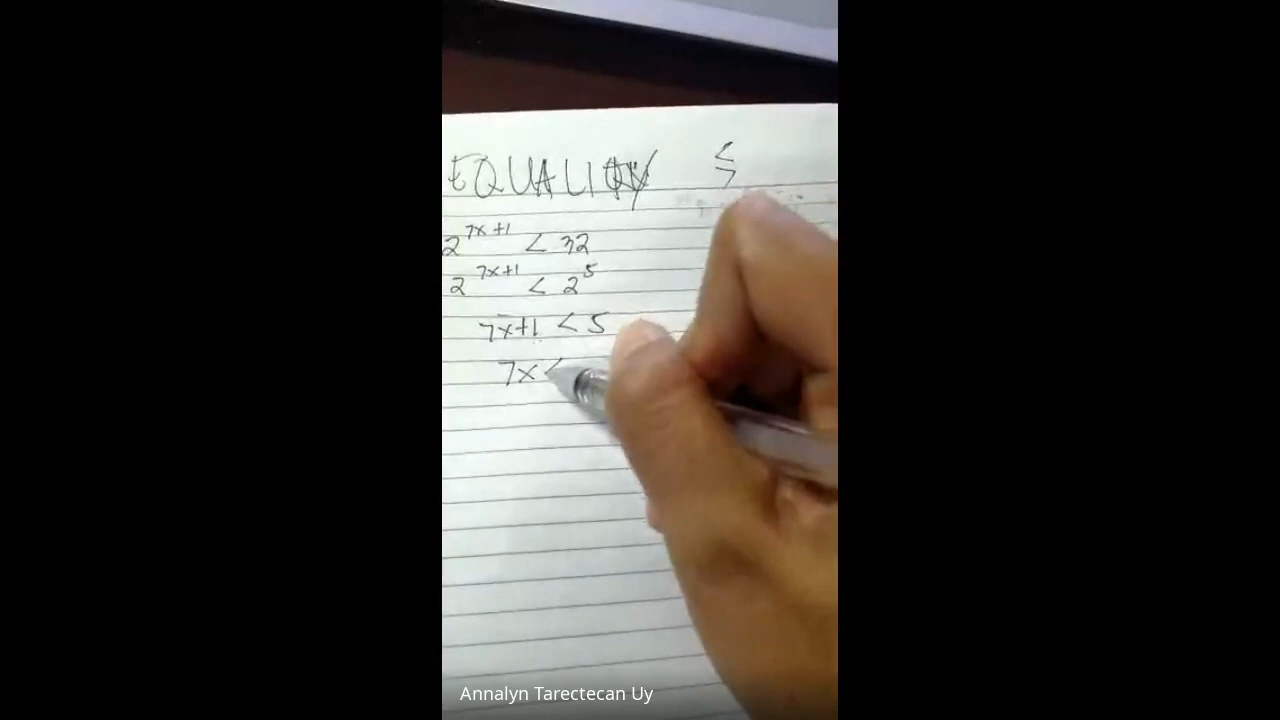 EQUALITY <
>
2^{7x+1} < 32
2^{7x+1} < 2^5
7x+1 < 5
7x <
Annalyn Tarectecan Uy